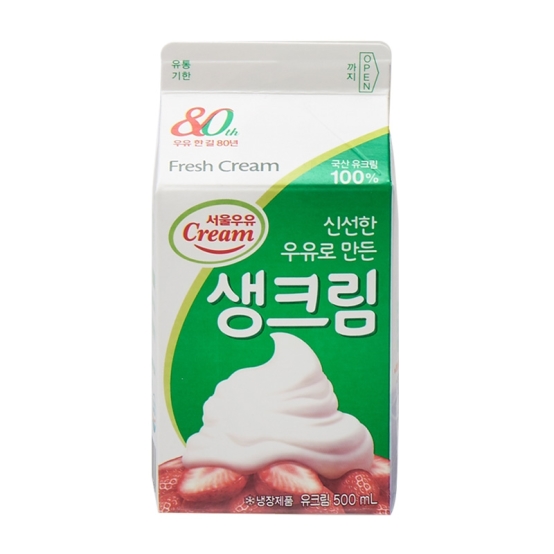 유통
기한
까지
OPEN
80th
우유 한 길 80년
Fresh Cream
국산 유크림
100%
서울우유
Cream
신선한
우유로 만든
생크림
※냉장제품 유크림 500 mL